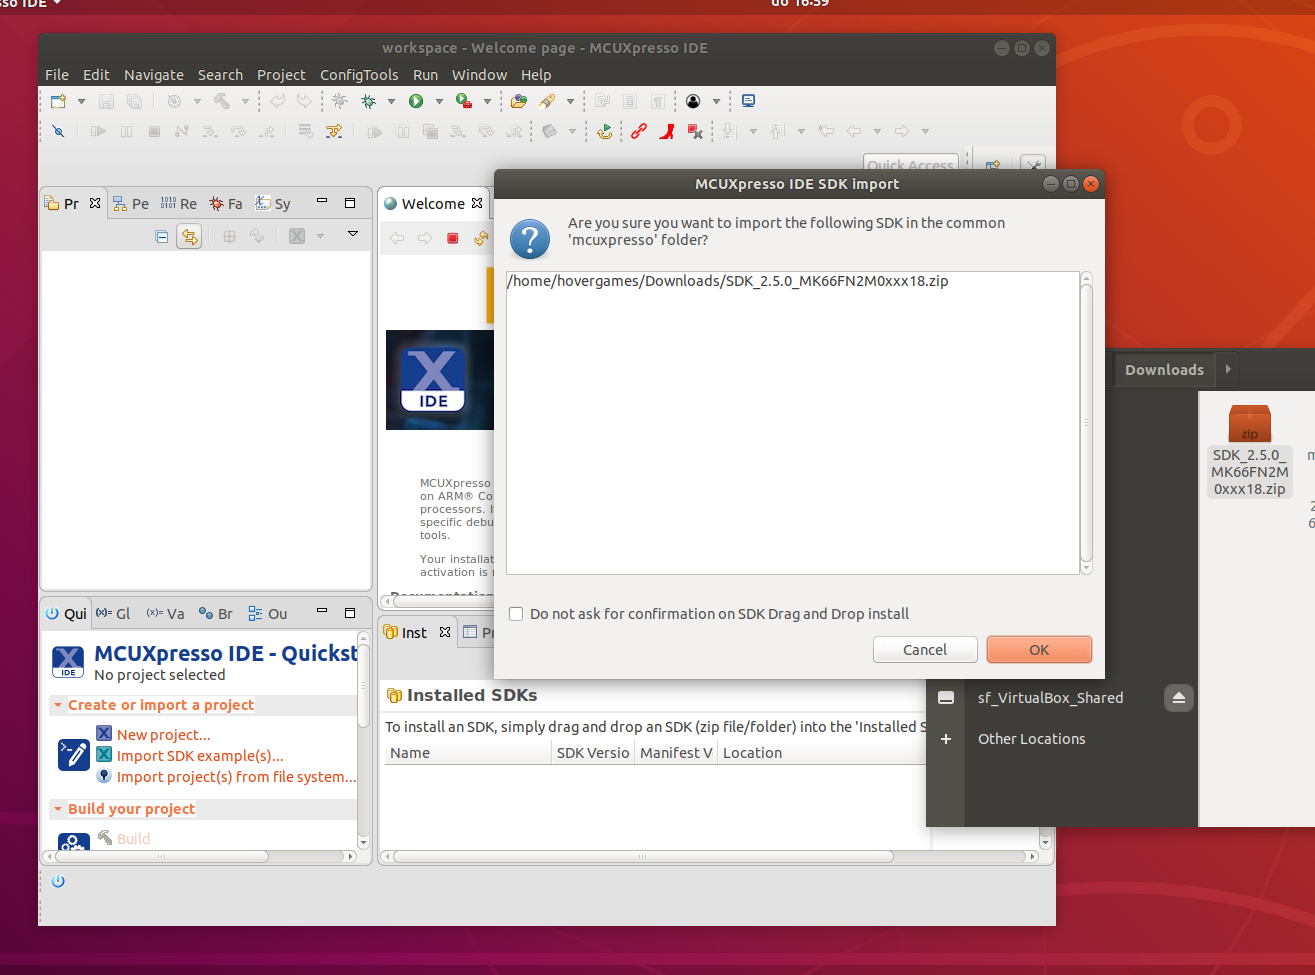 sso IDE
do 16:59
workspace - Welcome page - MCUXpresso IDE
File Edit Navigate Search Project ConfigTools Run Window Help
Quick Access
MCUXpresso IDE SDK import
Pr Pe Re Fa Sy
Welcome
Are you sure you want to import the following SDK in the common
'mcuxpresso' folder?
/home/hovergames/Downloads/SDK_2.5.0_MK66FN2M0xxx18.zip
IDE
Downloads
zip
SDK_2.5.0_
MK66FN2M
0xxx18.zip
MCUXpresso
on ARM® Co
processors. I
specific debu
tools.
Your installat
activation is
Documentation
Do not ask for confirmation on SDK Drag and Drop install
Cancel OK
Qui Gl Va Br Ou
Inst
MCUXpresso IDE - Quickst
IDE
No project selected
Create or import a project
New project...
Import SDK example(s)...
Import project(s) from file system...
Build your project
Build
Installed SDKs
To install an SDK, simply drag and drop an SDK (zip file/folder) into the 'Installed S
Name SDK Versio Manifest V Location
sf_VirtualBox_Shared
Other Locations